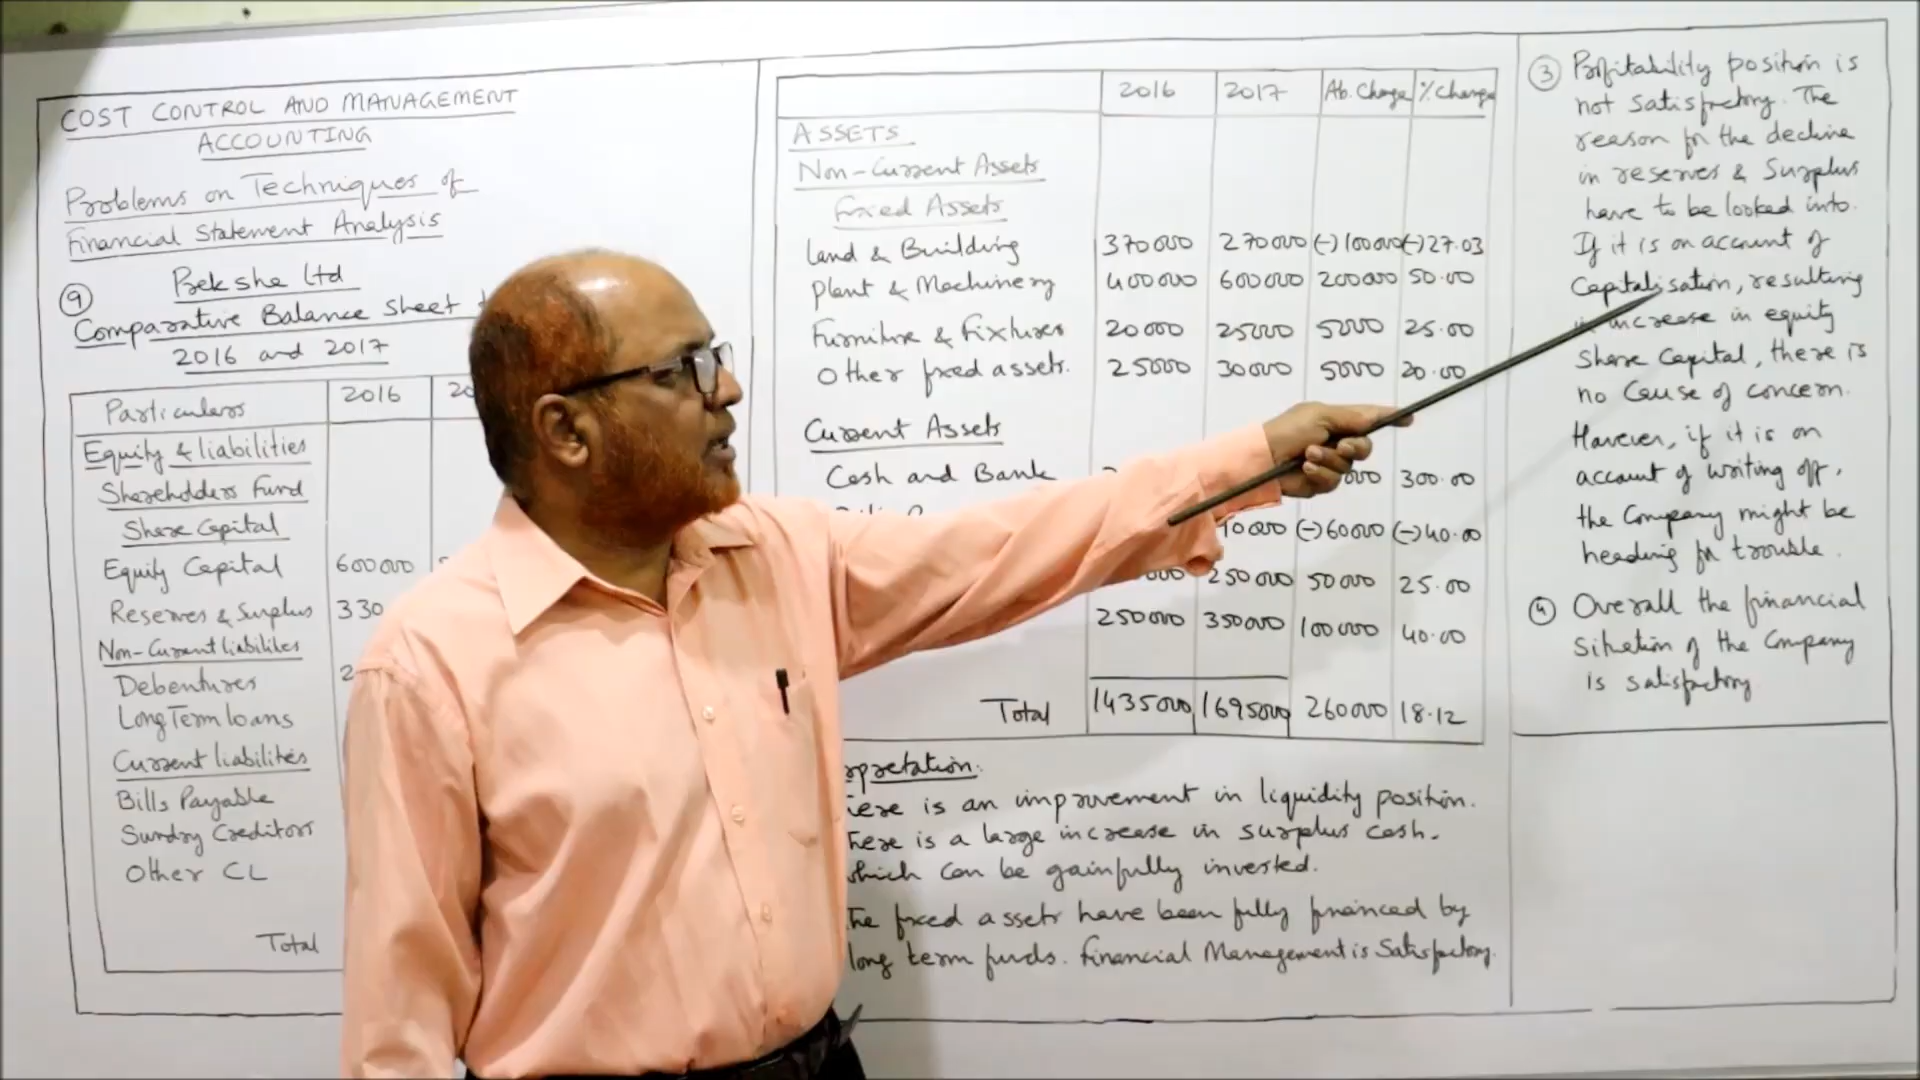 COST CONTROL AND MANAGEMENT
ACCOUNTING
Problems on Techniques of
Financial Statement Analysis
9 Peksha Ltd
Comparative Balance Sheet
2016 and 2017
Particulars 2016
Equity & liabilities
Shareholders Fund
Share Capital
Equity Capital 600000
Reserves & Surplus 330
Non-Current liabilities
Debentures 2
Long Term loans
Current liabilities
Bills Payable
Sundry Creditors
Other CL
Total
2016 2017 Ab. Change % Change
ASSETS
Non-Current Assets
Fixed Assets
Land & Building 370000 270000 (-) 100000 (-) 27.03
Plant & Machinery 400000 600000 200000 50.00
Furniture & Fixtures 20000 25000 5000 25.00
Other fixed assets. 25000 30000 5000 20.00
Current Assets
Cash and Bank 000 300.00
0000 (-) 60000 (-) 40.00
250000 50000 25.00
250000 350000 100000 40.00
Total 1435000 1695000 260000 18.12
pretation.
ere is an improvement in liquidity position.
here is a large increase in surplus cash.
which can be gainfully invested.
The fixed assets have been fully financed by
long term funds. Financial Management is Satisfactory.
3 Profitability position is
not satisfactory. The
reason for the decline
in reserves & Surplus
have to be looked into.
If it is on account of
Capitalisation, resulting
in increase in equity
Share Capital, there is
no Cause of concern.
However, if it is on
account of writing off,
the Company might be
heading for trouble.
4 Overall the financial
situation of the Company
is satisfactory